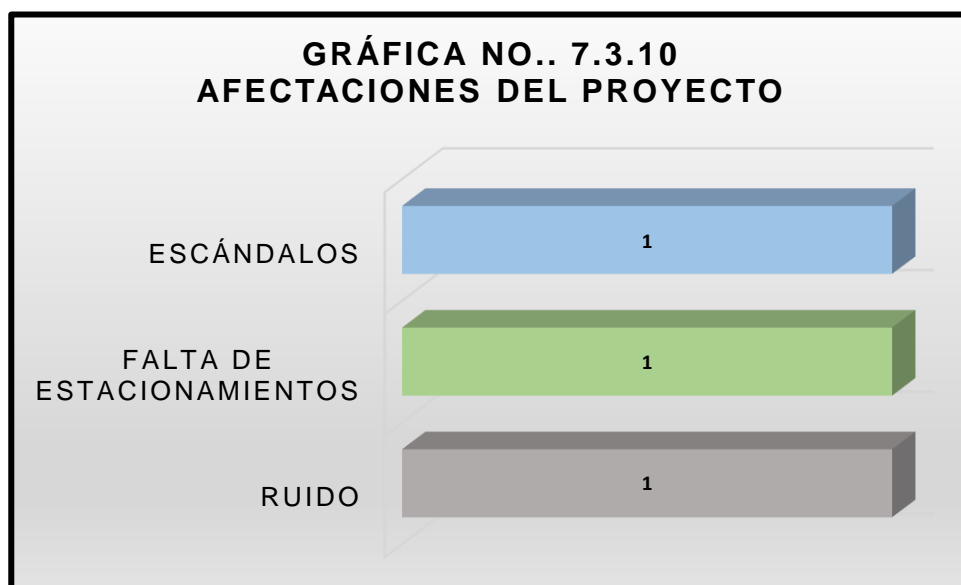 GRÁFICA NO.. 7.3.10
AFECTACIONES DEL PROYECTO
ESCÁNDALOS
1
FALTA DE
ESTACIONAMIENTOS
1
RUIDO
1